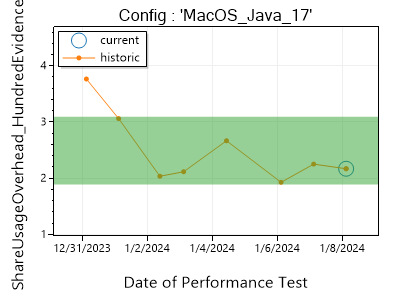 Config : 'MacOS_Java_17'
current
historic
ShareUsageOverhead_HundredEvidence
4
3
2
1
12/31/2023 1/2/2024 1/4/2024 1/6/2024 1/8/2024
Date of Performance Test